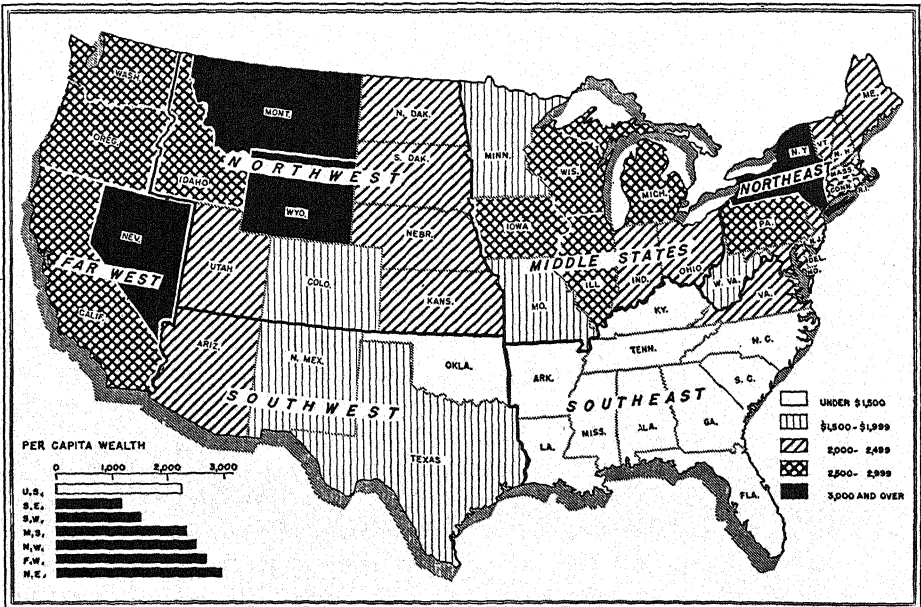 WASH.
MONT.
N. DAK.
MINN.
ME.
OREG.
IDAHO
NORTHWEST
S. DAK.
WIS.
MICH.
N.Y.
VT.
N. H.
MASS.
CONN.
R.I.
NORTHEAST
WYO.
NEV.
FAR WEST
CALIF.
UTAH
COLO.
NEBR.
KANS.
IOWA
MIDDLE STATES
MO.
ILL.
IND.
OHIO
PA.
DEL.
W. VA.
VA.
KY.
ARIZ.
N. MEX.
OKLA.
SOUTHWEST
TEXAS
ARK.
TENN.
N. C.
S. C.
SOUTHEAST
LA.
MISS.
ALA.
GA.
FLA.
UNDER $1,500
$1,500 - $1,999
2,000 - 2,499
2,500 - 2,999
3,000 AND OVER
PER CAPITA WEALTH
0 1,000 2,000 3,000
U.S.
S.E.
S.W.
M.S.
N.W.
F.W.
N.E.